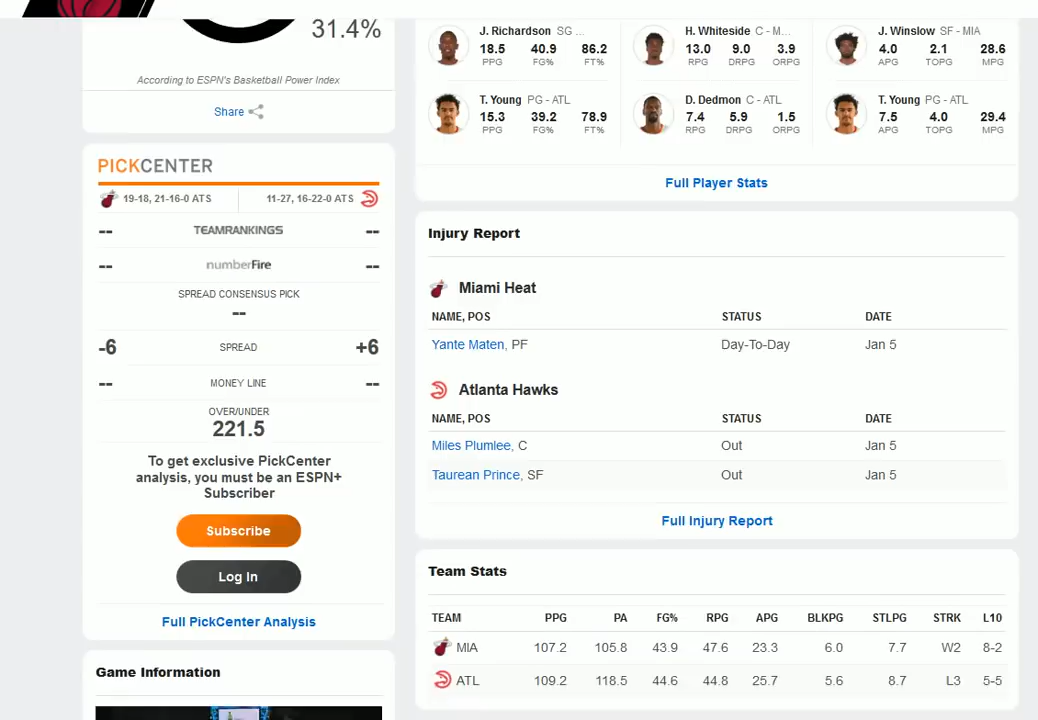 31.4%
According to ESPN's Basketball Power Index
Share
PICKCENTER
19-18, 21-16-0 ATS 11-27, 16-22-0 ATS
-- TEAMRANKINGS --
-- numberFire --
SPREAD CONSENSUS PICK
--
-6 SPREAD +6
-- MONEY LINE --
OVER/UNDER
221.5
To get exclusive PickCenter
analysis, you must be an ESPN+
Subscriber
Subscribe
Log In
Full PickCenter Analysis
Game Information
J. Richardson SG ... H. Whiteside C - M... J. Winslow SF - MIA
18.5 40.9 86.2 13.0 9.0 3.9 4.0 2.1 28.6
PPG FG% FT% RPG DRPG ORPG APG TOPG MPG
T. Young PG - ATL D. Dedmon C - ATL T. Young PG - ATL
15.3 39.2 78.9 7.4 5.9 1.5 7.5 4.0 29.4
PPG FG% FT% RPG DRPG ORPG APG TOPG MPG
Full Player Stats
Injury Report
Miami Heat
NAME, POS STATUS DATE
Yante Maten, PF Day-To-Day Jan 5
Atlanta Hawks
NAME, POS STATUS DATE
Miles Plumlee, C Out Jan 5
Taurean Prince, SF Out Jan 5
Full Injury Report
Team Stats
TEAM PPG PA FG% RPG APG BLKPG STLPG STRK L10
MIA 107.2 105.8 43.9 47.6 23.3 6.0 7.7 W2 8-2
ATL 109.2 118.5 44.6 44.8 25.7 5.6 8.7 L3 5-5